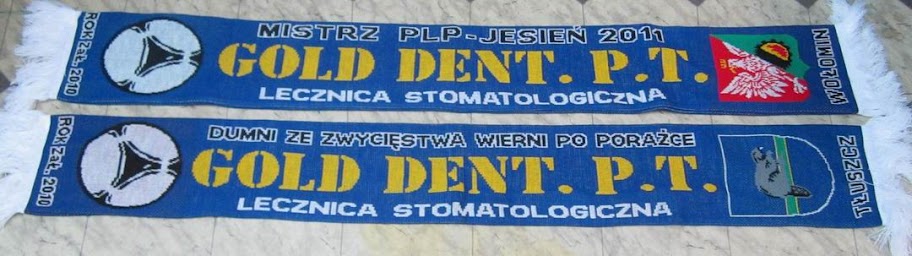 ROK ZAŁ. 2010
MISTRZ PLP-JESIEŃ 2011
GOLD DENT. P.T.
LECZNICA STOMATOLOGICZNA
WOŁOMIN
ROK ZAŁ. 2010
DUMNI ZE ZWYCIĘSTWA WIERNI PO PORAŻCE
GOLD DENT. P.T.
LECZNICA STOMATOLOGICZNA
TŁUSZCZ